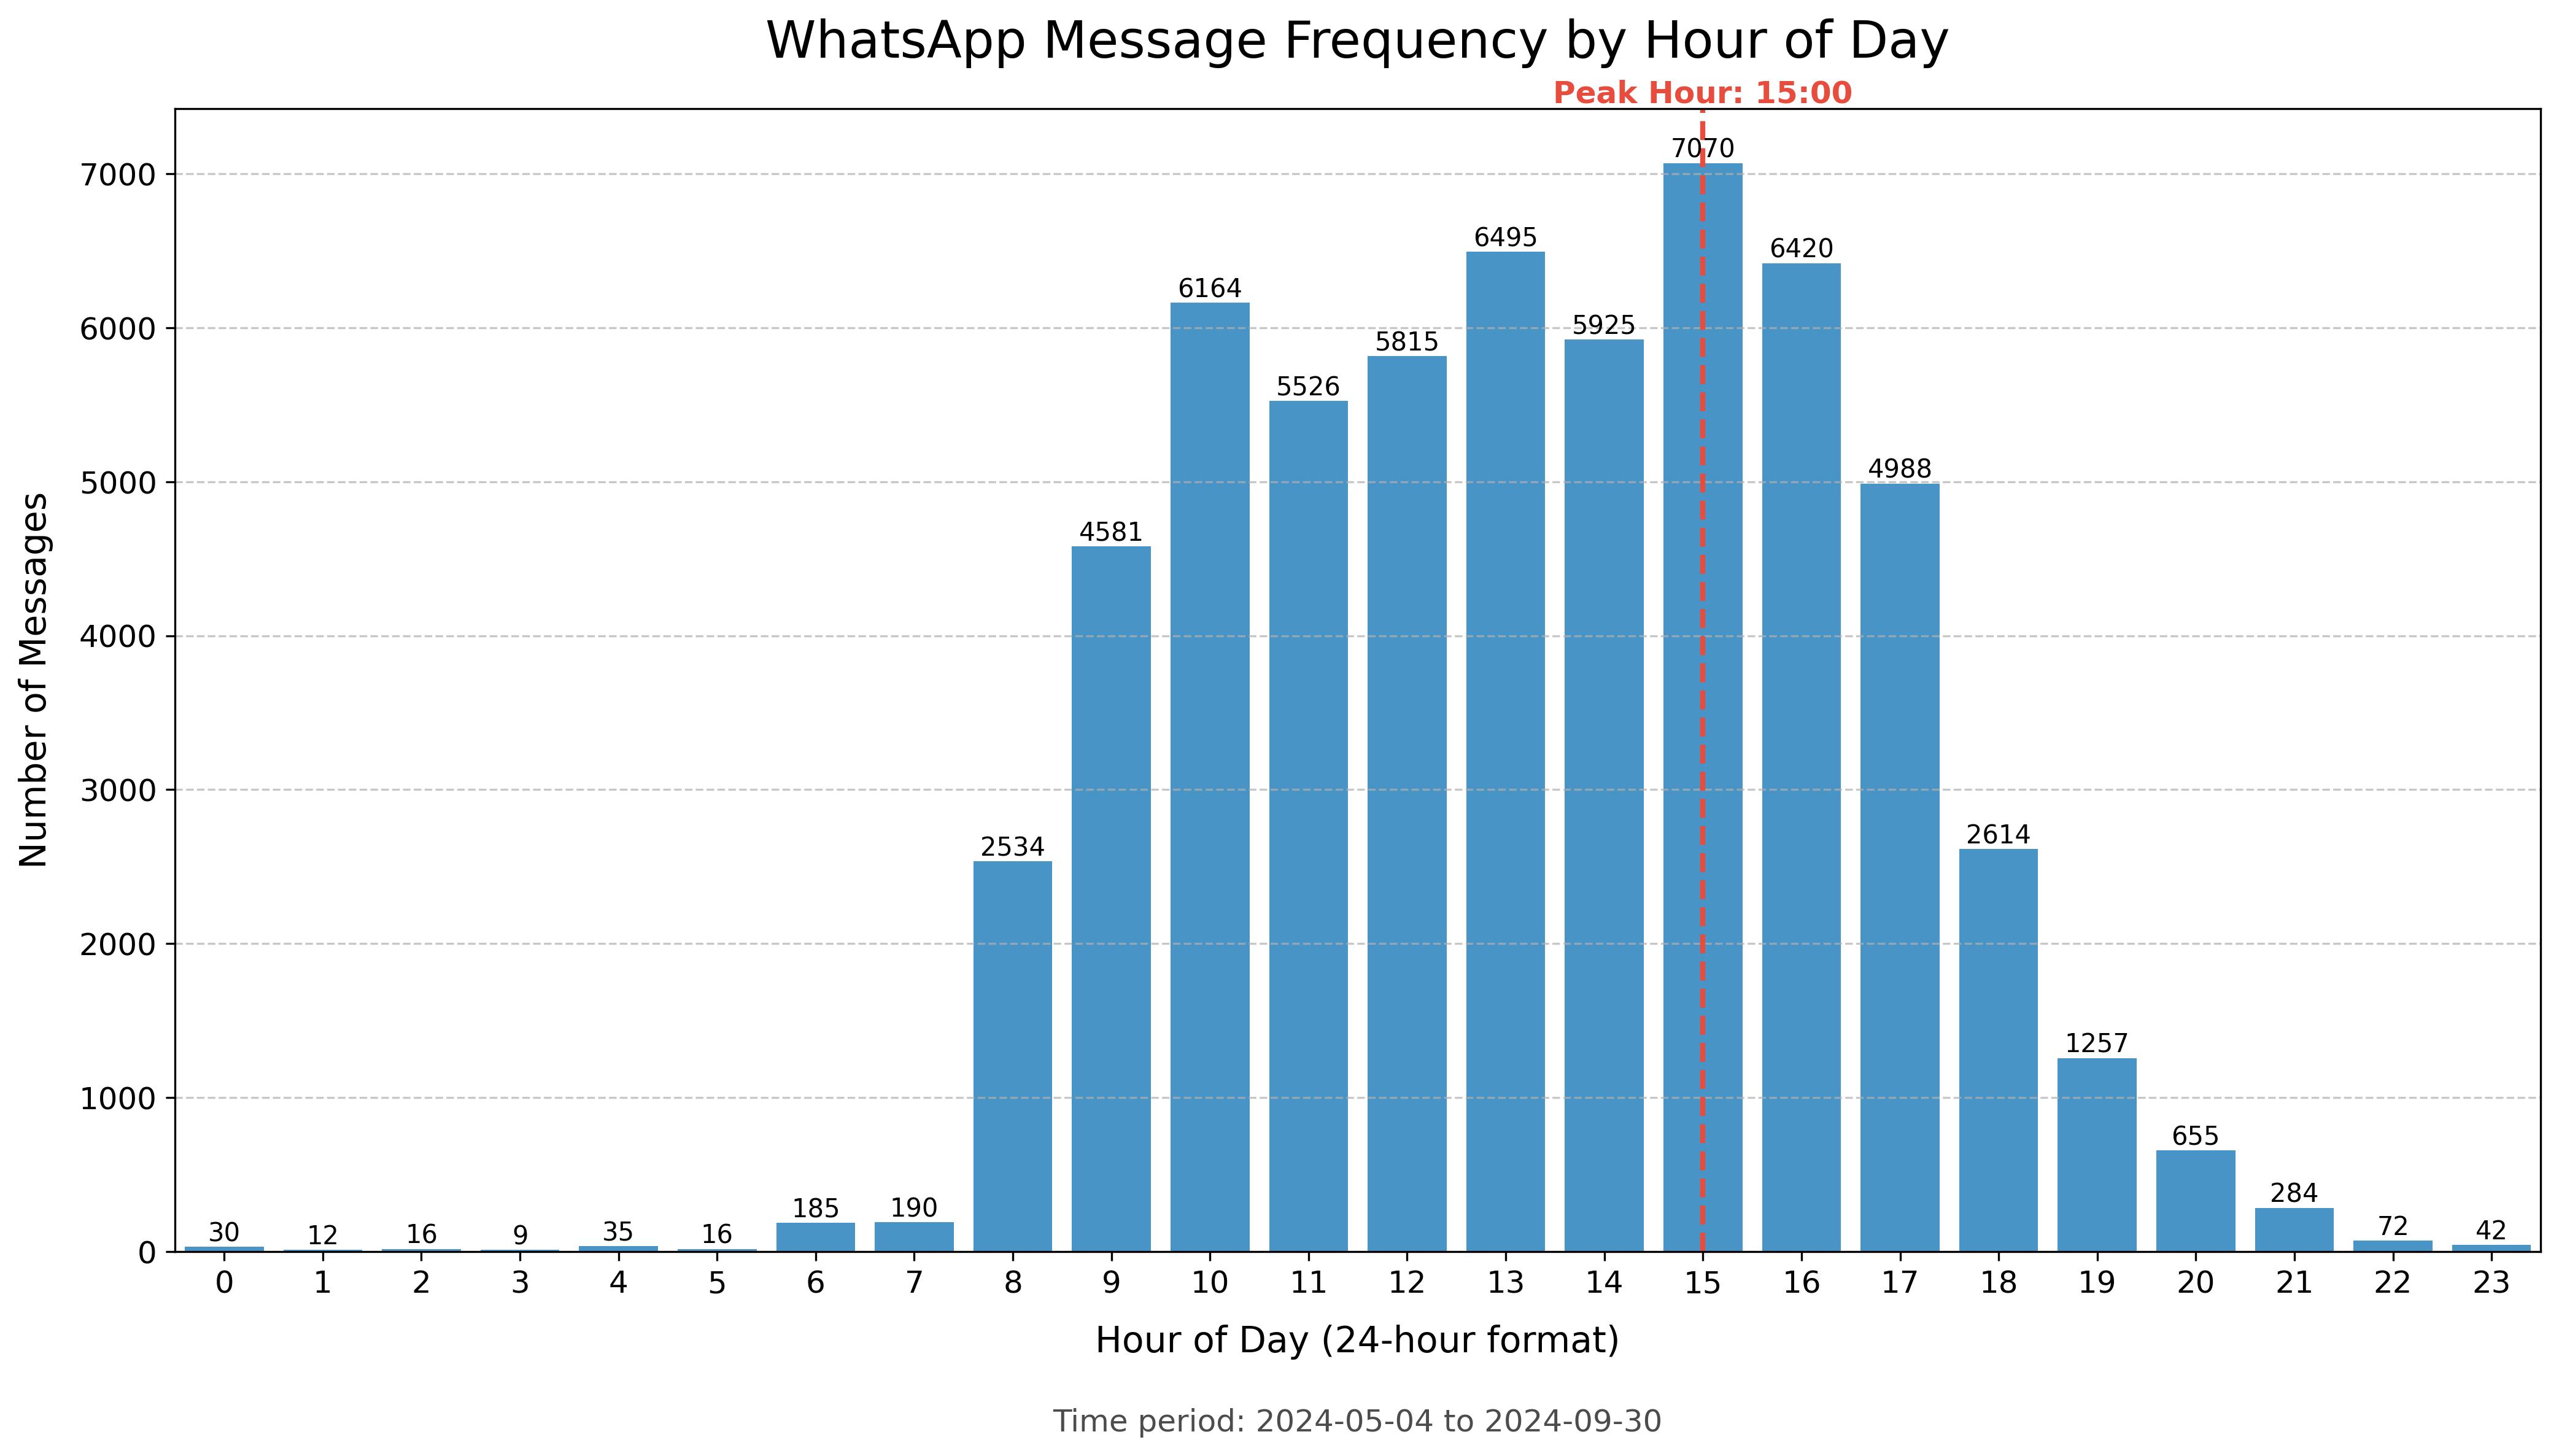 WhatsApp Message Frequency by Hour of Day
Peak Hour: 15:00
Number of Messages
7000
6000
5000
4000
3000
2000
1000
0
30 12 16 9 35 16 185 190 2534 4581 6164 5526 5815 6495 5925 7070 6420 4988 2614 1257 655 284 72 42
0 1 2 3 4 5 6 7 8 9 10 11 12 13 14 15 16 17 18 19 20 21 22 23
Hour of Day (24-hour format)
Time period: 2024-05-04 to 2024-09-30